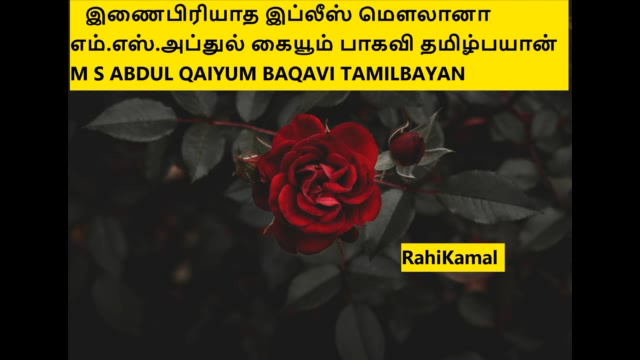 இணைபிரியாத இப்லீஸ் மௌலானா
எம்.எஸ்.அப்துல் கையூம் பாகவி தமிழ்பயான்
M S ABDUL QAIYUM BAQAVI TAMILBAYAN
RahiKamal